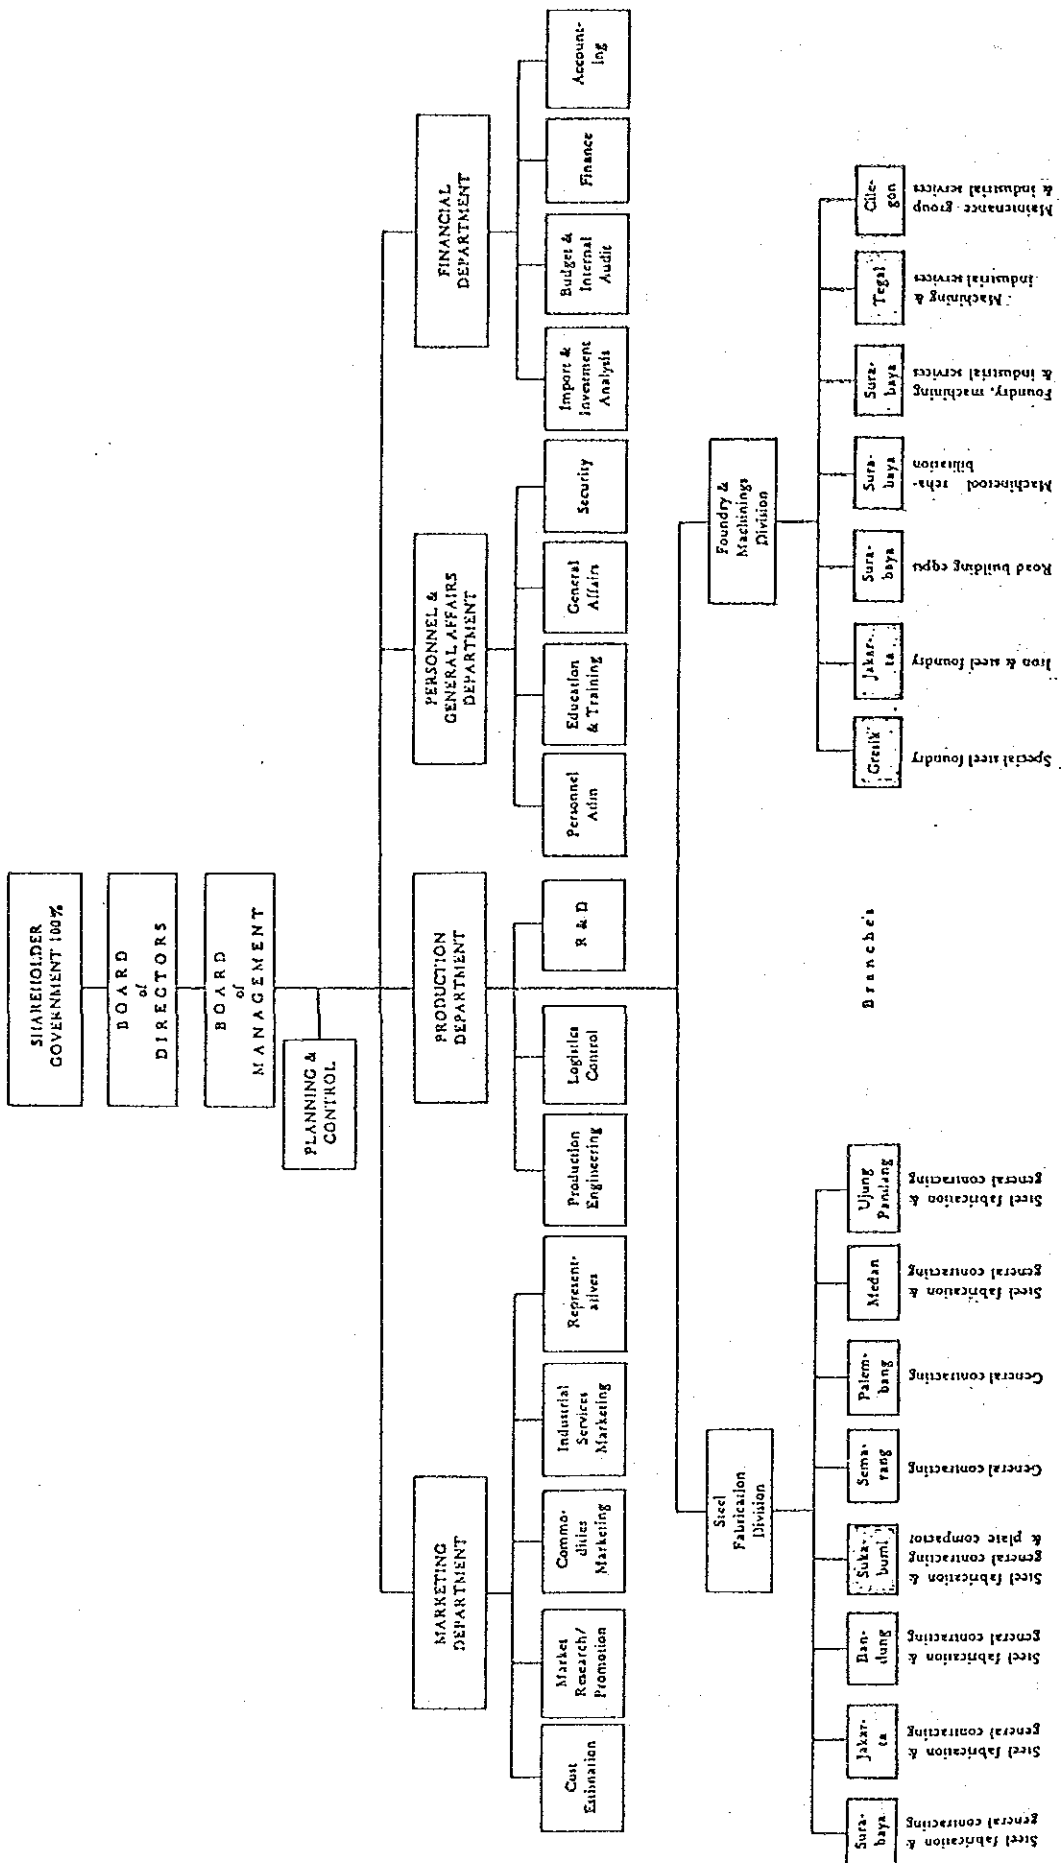 SHAREHOLDER
GOVERNMENT 100%
BOARD
of
DIRECTORS
BOARD
of
MANAGEMENT
PLANNING &
CONTROL
MARKETING
DEPARTMENT
PRODUCTION
DEPARTMENT
PERSONNEL &
GENERAL AFFAIRS
DEPARTMENT
FINANCIAL
DEPARTMENT
Cost
Estimation
Market
Research/
Promotion
Commo-
dities
Marketing
Industrial
Services
Marketing
Represent-
atives
Production
Engineering
Logistics
Control
R & D
Personnel
Adm
Education
& Training
General
Affairs
Security
Import &
Investment
Analysis
Budget &
Internal
Audit
Finance
Account-
ing
Steel
Fabrication
Division
Foundry &
Machinings
Division
Sura-
baya
Jakar-
ta
Ban-
dung
Suka-
bumi
Sema-
rang
Palem-
bang
Medan
Ujung
Pandang
Branche's
Gresik
Jakar-
ta
Sura-
baya
Sura-
baya
Sura-
baya
Tegal
Cile-
gon
Steel fabrication &
general contracting
Steel fabrication &
general contracting
Steel fabrication &
general contracting
Steel fabrication &
general contracting
& plate compactor
General contracting
General contracting
Steel fabrication &
general contracting
Steel fabrication &
general contracting
Special steel foundry
Iron & steel foundry
Road building eqps
Machinetool reha-
bilitation
Foundry, machining
& industrial services
Machining &
industrial services
Maintenance group
& industrial services